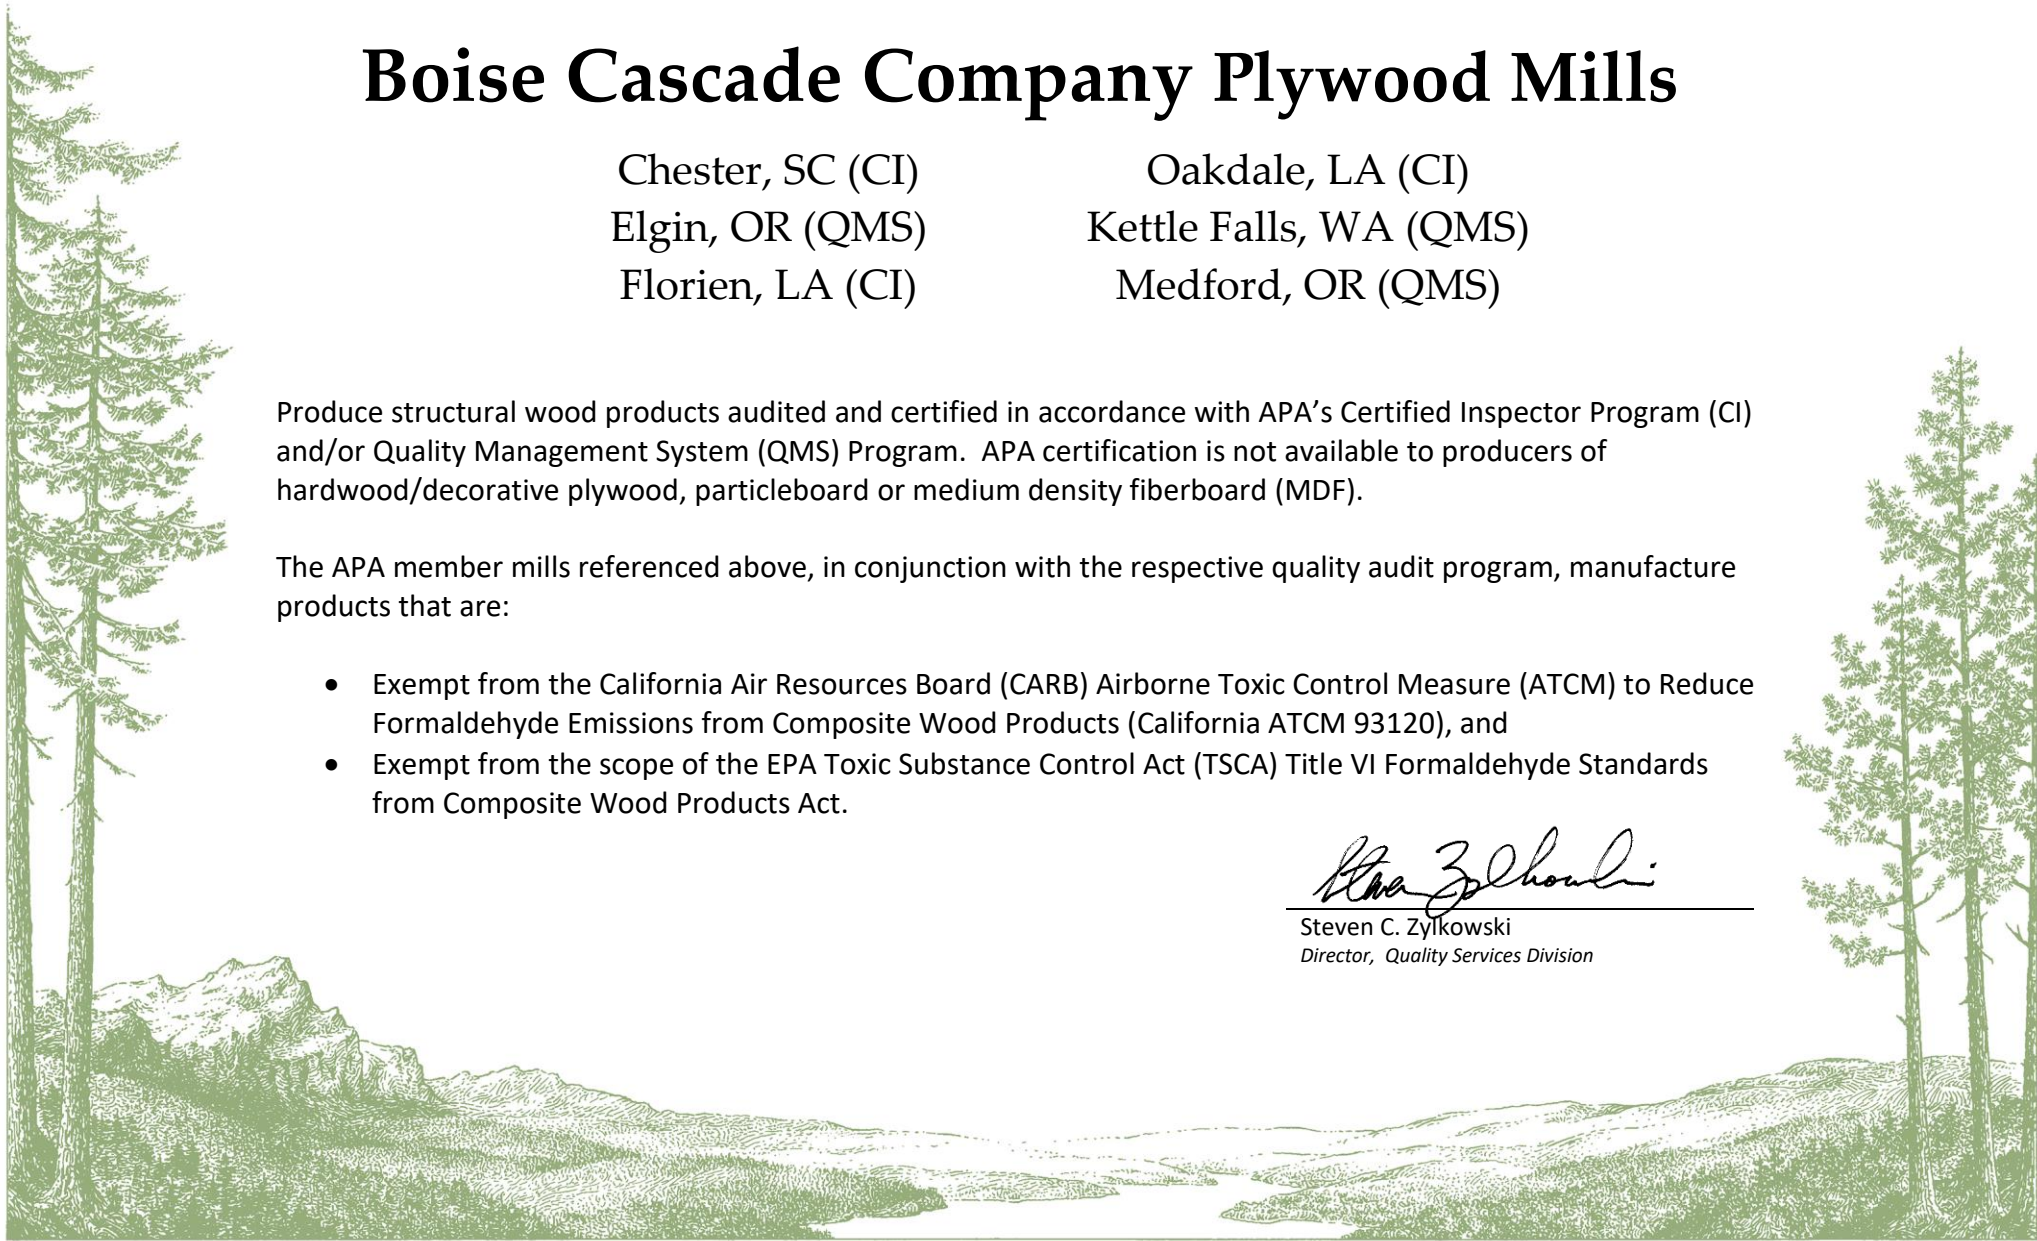 Boise Cascade Company Plywood Mills
Chester, SC (CI)
Elgin, OR (QMS)
Florien, LA (CI)
Oakdale, LA (CI)
Kettle Falls, WA (QMS)
Medford, OR (QMS)
Produce structural wood products audited and certified in accordance with APA’s Certified Inspector Program (CI)
and/or Quality Management System (QMS) Program.  APA certification is not available to producers of
hardwood/decorative plywood, particleboard or medium density fiberboard (MDF).
The APA member mills referenced above, in conjunction with the respective quality audit program, manufacture
products that are:
• Exempt from the California Air Resources Board (CARB) Airborne Toxic Control Measure (ATCM) to Reduce
Formaldehyde Emissions from Composite Wood Products (California ATCM 93120), and
• Exempt from the scope of the EPA Toxic Substance Control Act (TSCA) Title VI Formaldehyde Standards
from Composite Wood Products Act.
Steven Zylkowski
Steven C. Zylkowski
Director,  Quality Services Division